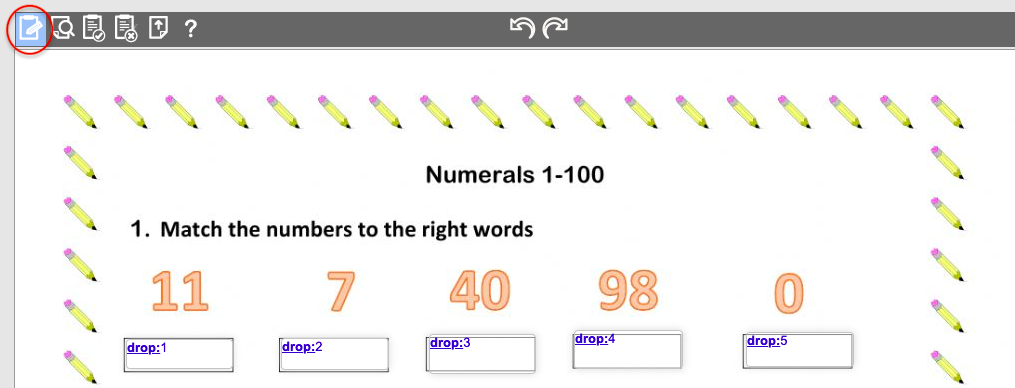 ?
Numerals 1-100
1. Match the numbers to the right words
11 7 40 98 0
drop:1 drop:2 drop:3 drop:4 drop:5